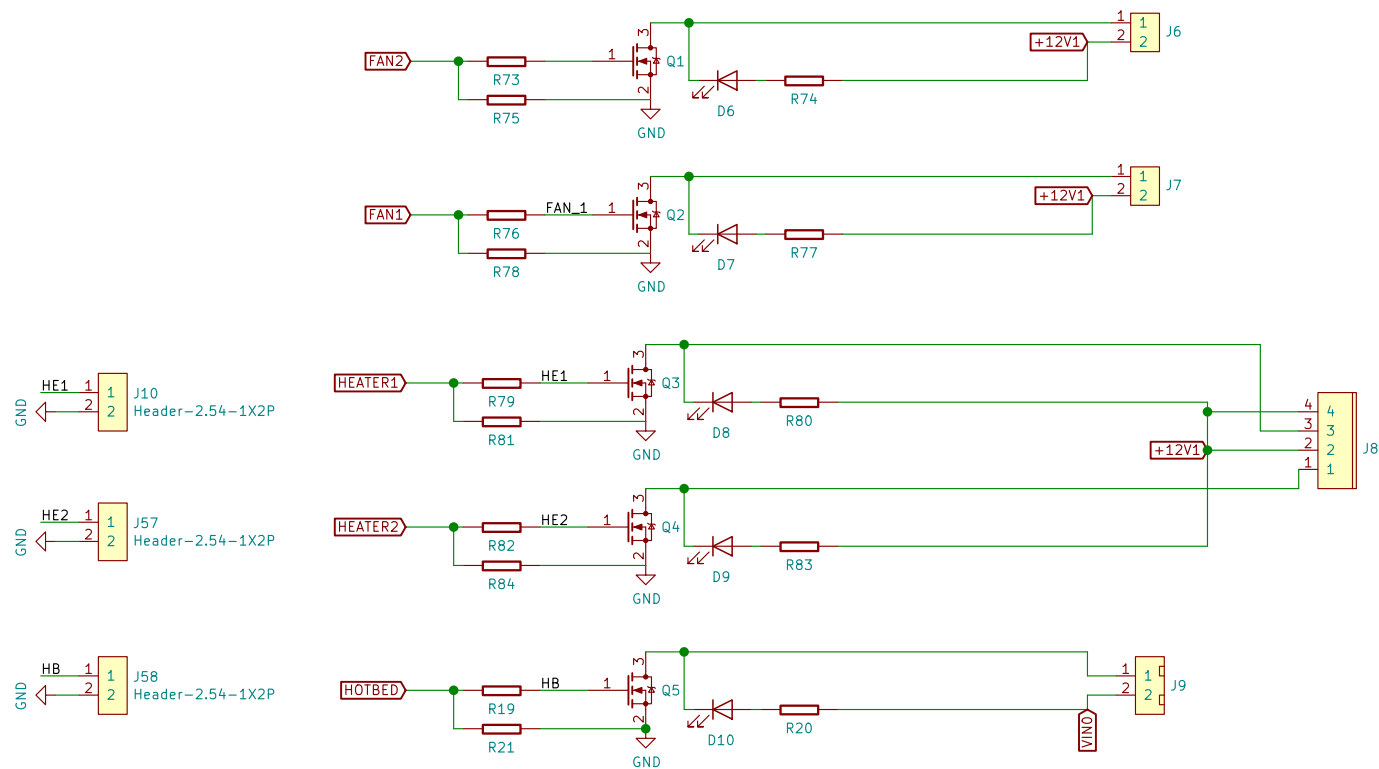 1 1 J6
3
+12V1 2 2
FAN2 1 Q1
R73 2 D6 R74
R75
GND
1 1 J7
3
+12V1 2 2
FAN1 FAN_1 1 Q2
R76 2 D7 R77
R78
GND
3
HEATER1 HE1 1 Q3
HE1 1 1 J10
GND 2 2 Header-2.54-1X2P
R79 2 D8 R80
R81
GND
4 4
3 3
+12V1 2 2 J8
1 1
3
HEATER2 HE2 1 Q4
HE2 1 1 J57
GND 2 2 Header-2.54-1X2P
R82 2 D9 R83
R84
GND
3
HB 1 1 J58
GND 2 2 Header-2.54-1X2P
HOTBED HB 1 Q5
1 1 J9
2 2
R19 2 D10 R20
VIN0
R21
GND